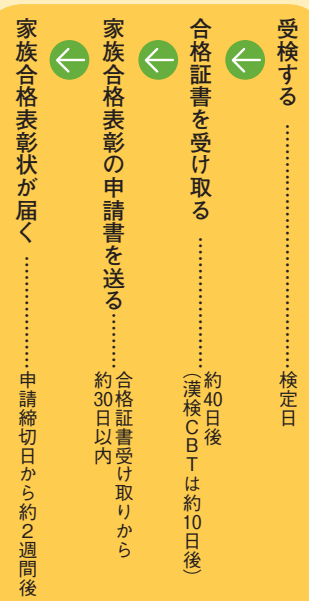 受検する ……………………………… 検定日
合格証書を受け取る ……………… 約40日後
(漢検CBTは約10日後)
家族合格表彰の申請書を送る ……… 合格証書受け取りから
約30日以内
家族合格表彰状が届く …………… 申請締切日から約2週間後